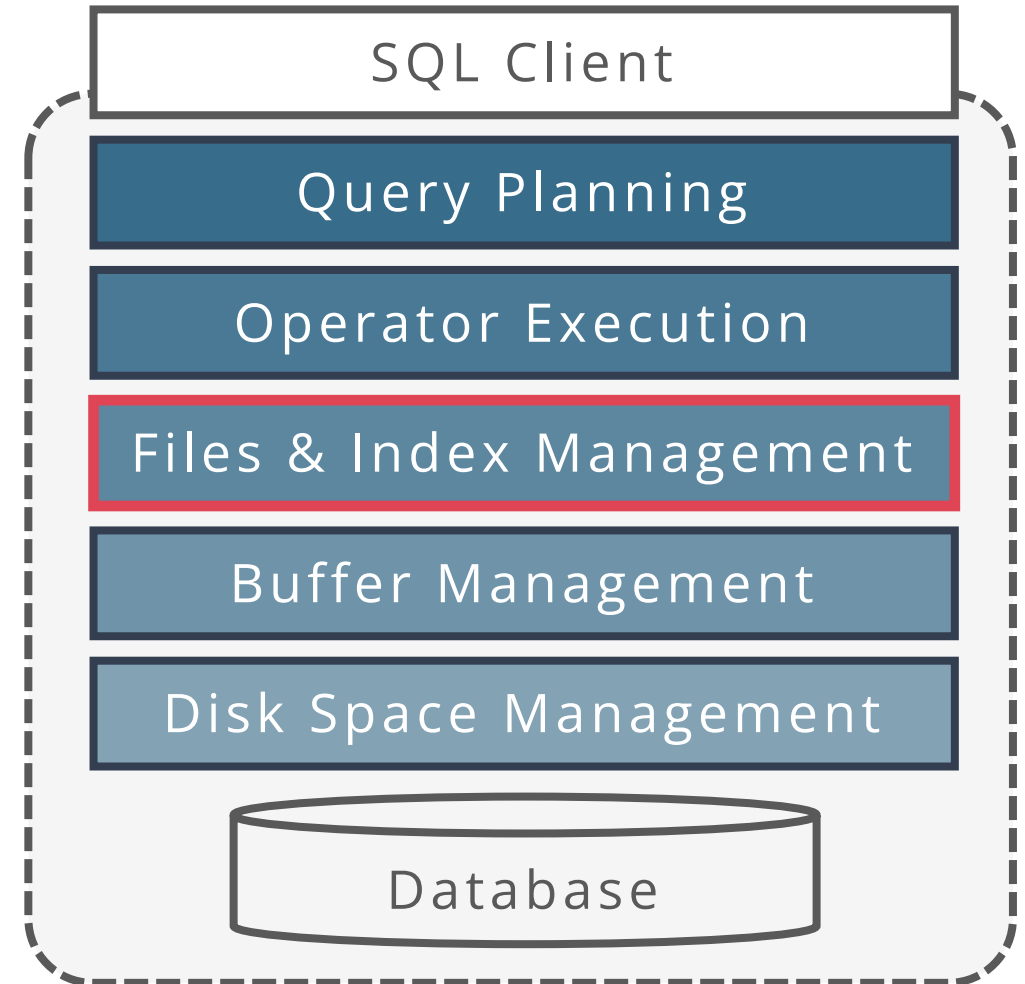 SQL Client
Query Planning
Operator Execution
Files & Index Management
Buffer Management
Disk Space Management
Database